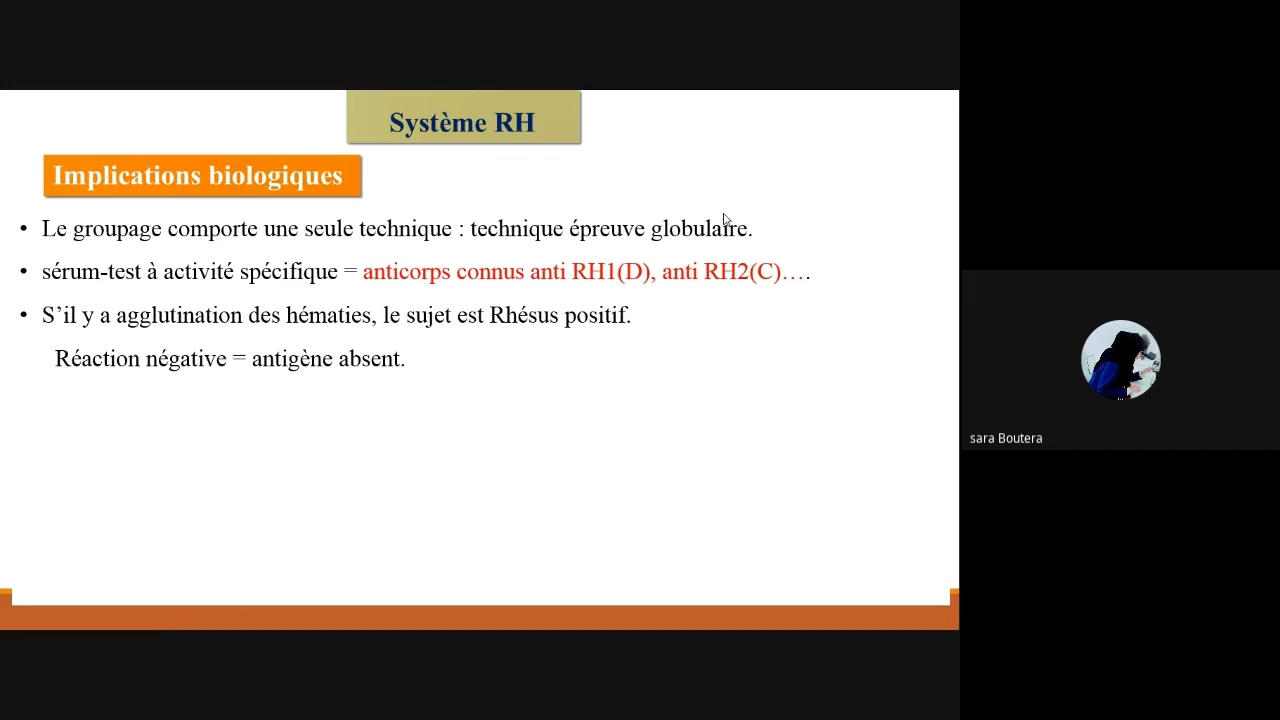 Système RH
Implications biologiques
• Le groupage comporte une seule technique : technique épreuve globulaire.
• sérum-test à activité spécifique = anticorps connus anti RH1(D), anti RH2(C)….
• S’il y a agglutination des hématies, le sujet est Rhésus positif.
Réaction négative = antigène absent.
sara Boutera